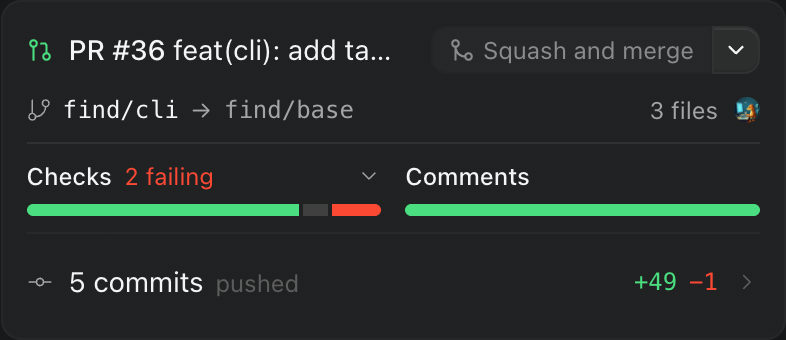 PR #36 feat(cli): add ta... Squash and merge
find/cli → find/base 3 files
Checks 2 failing Comments
5 commits pushed +49 −1